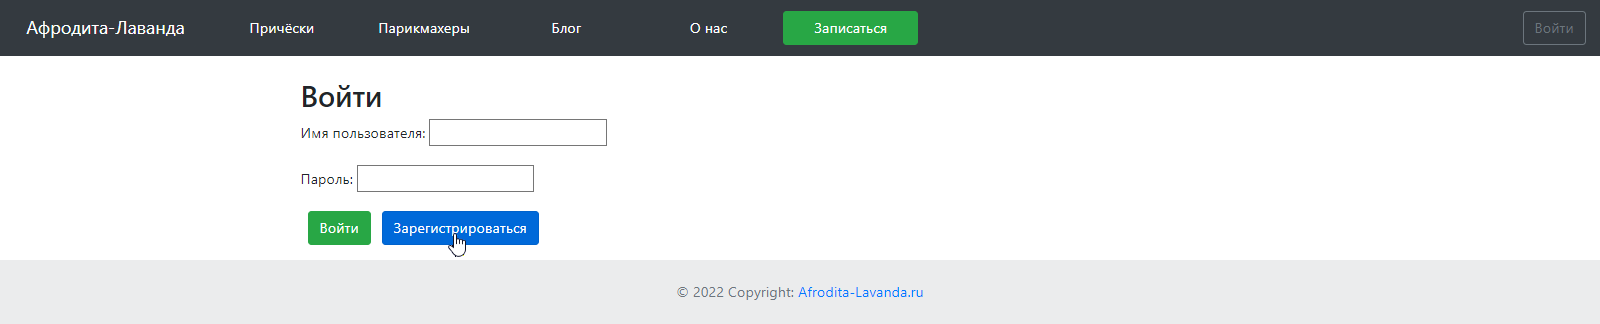 Афродита-Лаванда Причёски Парикмахеры Блог О нас Записаться Войти
Войти
Имя пользователя:
Пароль:
Войти Зарегистрироваться
© 2022 Copyright: Afrodita-Lavanda.ru